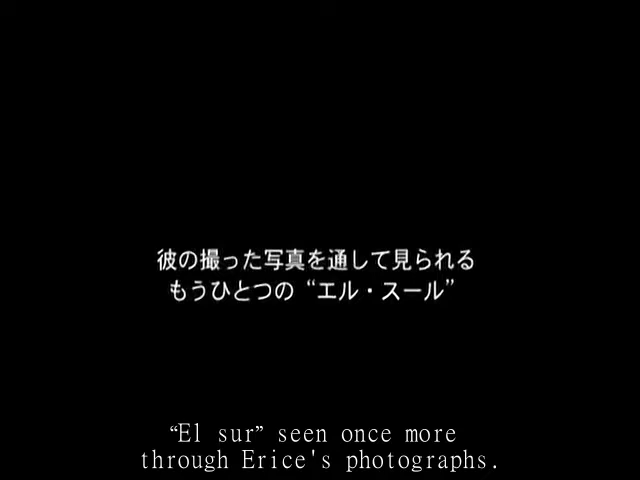 彼の撮った写真を通して見られる
もうひとつの“エル・スール”
“El sur” seen once more
through Erice's photographs.